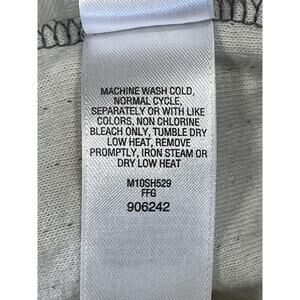 MACHINE WASH COLD,
NORMAL CYCLE,
SEPARATELY OR WITH LIKE
COLORS, NON CHLORINE
BLEACH ONLY, TUMBLE DRY
LOW HEAT, REMOVE
PROMPTLY, IRON STEAM OR
DRY LOW HEAT
M10SH529
FFG
906242